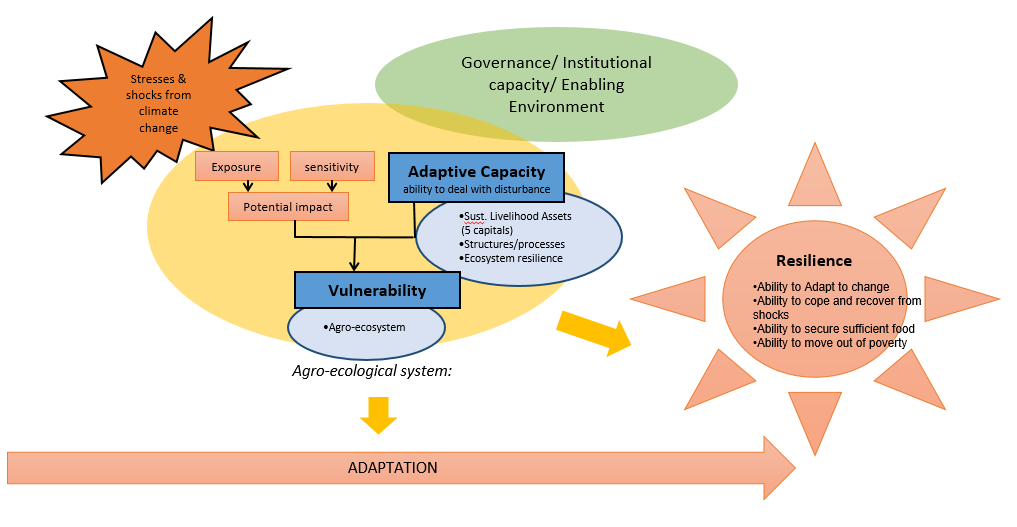 Stresses &
shocks from
climate
change
Governance/ Institutional
capacity/ Enabling
Environment
Exposure
sensitivity
Potential impact
Adaptive Capacity
ability to deal with disturbance
•Sust. Livelihood Assets
(5 capitals)
•Structures/processes
•Ecosystem resilience
Vulnerability
•Agro-ecosystem
Agro-ecological system:
Resilience
•Ability to Adapt to change
•Ability to cope and recover from
shocks
•Ability to secure sufficient food
•Ability to move out of poverty
ADAPTATION